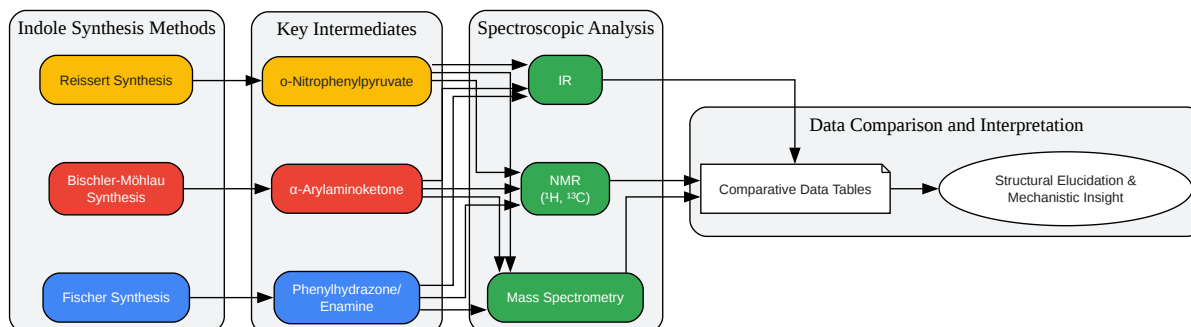 Indole Synthesis Methods
Reissert Synthesis
Bischler-Möhlau
Synthesis
Fischer Synthesis
Key Intermediates
o-Nitrophenylpyruvate
α-Arylaminoketone
Phenylhydrazone/
Enamine
Spectroscopic Analysis
IR
NMR
(¹H, ¹³C)
Mass Spectrometry
Data Comparison and Interpretation
Comparative Data Tables
Structural Elucidation &
Mechanistic Insight